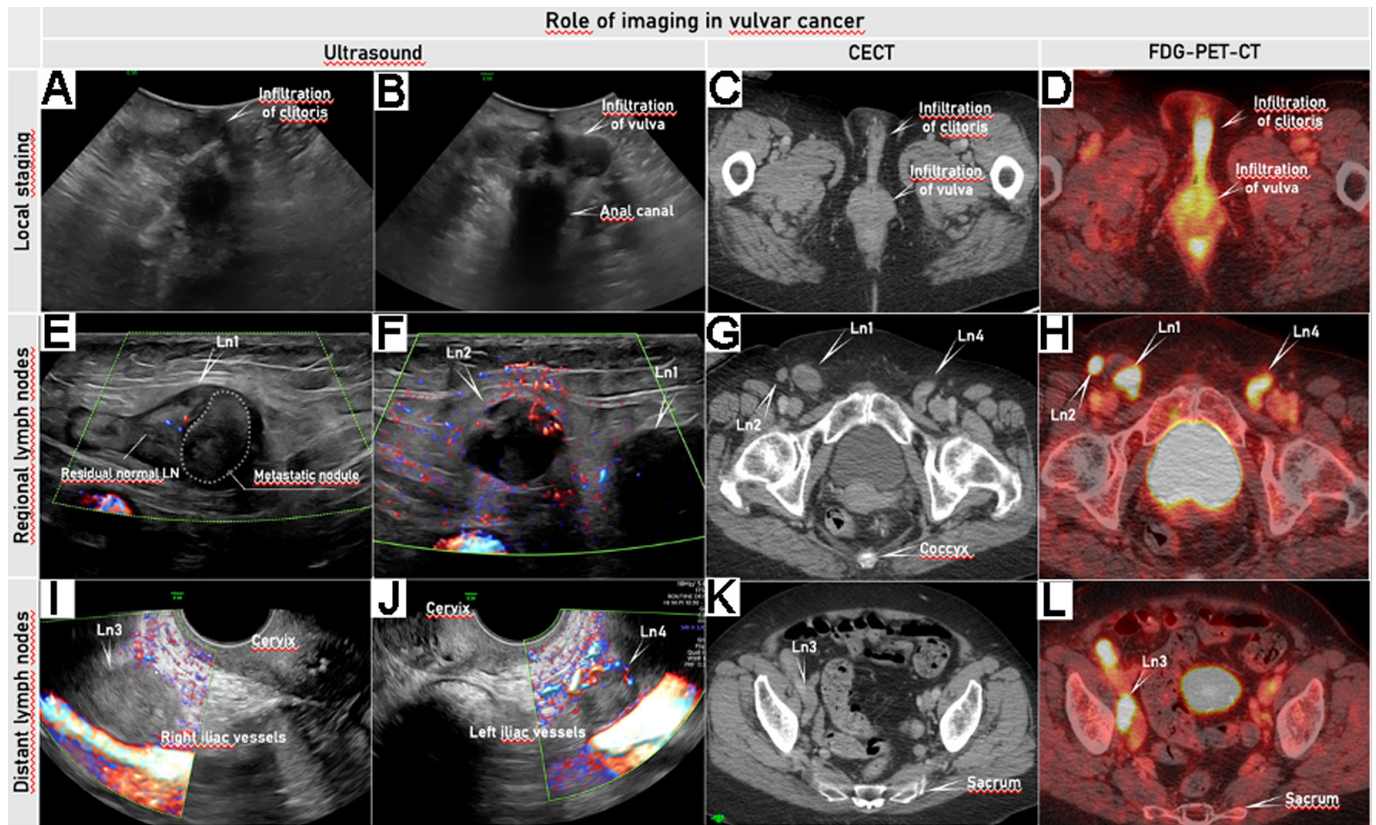 Role of imaging in vulvar cancer
Ultrasound
CECT
FDG-PET-CT
Local staging
A
Infiltration
of clitoris
B
Infiltration
of vulva
Anal canal
C
Infiltration
of clitoris
Infiltration
of vulva
D
Infiltration
of clitoris
Infiltration
of vulva
Regional lymph nodes
E
Ln1
Residual normal LN
Metastatic nodule
F
Ln2
Ln1
G
Ln1
Ln4
Ln2
Coccyx
H
Ln1
Ln4
Ln2
Distant lymph nodes
I
Ln3
Cervix
Right iliac vessels
J
Cervix
Ln4
Left iliac vessels
K
Ln3
Sacrum
L
Ln3
Sacrum